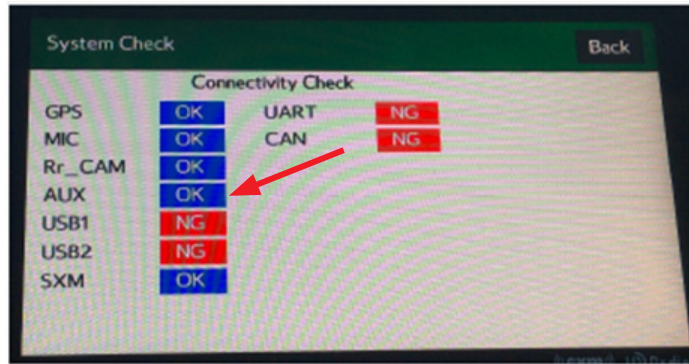 System Check Back
Connectivity Check
GPS OK UART NG
MIC OK CAN NG
Rr_CAM OK
AUX OK
USB1 NG
USB2 NG
SXM OK